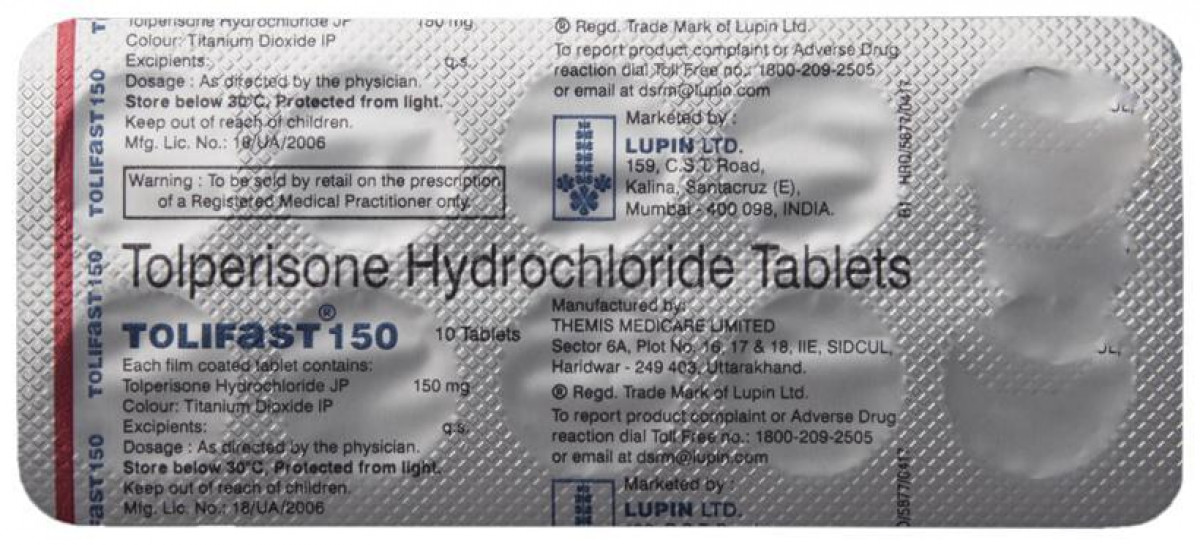 Tolperisone Hydrochloride JP 150 mg
Colour: Titanium Dioxide IP
Excipients: q.s.
Dosage : As directed by the physician.
Store below 30°C, Protected from light.
Keep out of reach of children.
Mfg. Lic. No.: 18/UA/2006
Warning : To be sold by retail on the prescription
of a Registered Medical Practitioner only.
® Regd. Trade Mark of Lupin Ltd.
To report product complaint or Adverse Drug
reaction dial Toll Free no.: 1800-209-2505
or email at dsrm@lupin.com
Marketed by :
LUPIN LTD.
159, C.S.T. Road,
Kalina, Santacruz (E),
Mumbai - 400 098, INDIA.
Tolperisone Hydrochloride Tablets
TOLIFaST® 150 10 Tablets
Each film coated tablet contains:
Tolperisone Hydrochloride JP 150 mg
Colour: Titanium Dioxide IP
Excipients: q.s.
Dosage : As directed by the physician.
Store below 30°C, Protected from light.
Keep out of reach of children.
Mfg. Lic. No.: 18/UA/2006
Manufactured by:
THEMIS MEDICARE LIMITED
Sector 6A, Plot No. 16, 17 & 18, IIE, SIDCUL,
Haridwar - 249 403, Uttarakhand.
® Regd. Trade Mark of Lupin Ltd.
To report product complaint or Adverse Drug
reaction dial Toll Free no.: 1800-209-2505
or email at dsrm@lupin.com
Marketed by :
LUPIN LTD.
TOLIFaST 150
TOLIFaST 150
aST 150
UL,
UL,